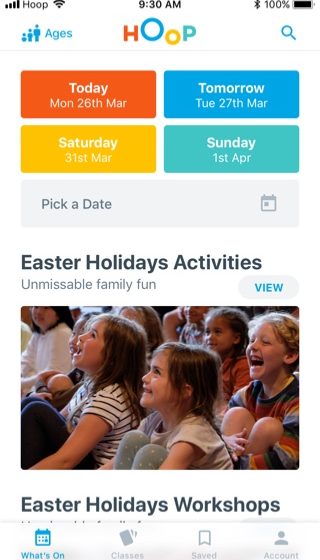 Hoop 9:30 AM 100%
Ages HOOP
Today
Mon 26th Mar
Tomorrow
Tue 27th Mar
Saturday
31st Mar
Sunday
1st Apr
Pick a Date
Easter Holidays Activities
Unmissable family fun
VIEW
Easter Holidays Workshops
What's On Classes Saved Account